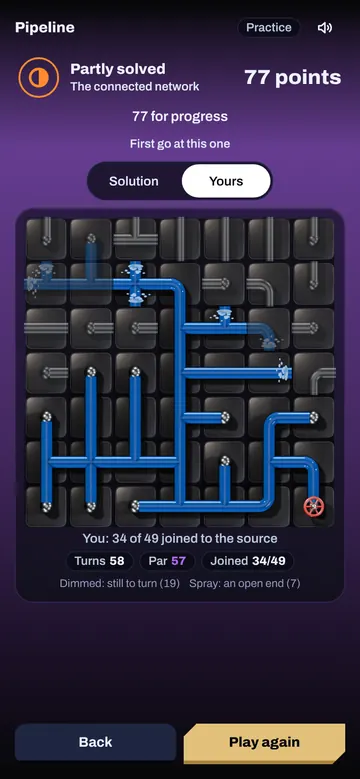 Pipeline
Practice
Partly solved
The connected network
77 points
77 for progress
First go at this one
Solution
Yours
You: 34 of 49 joined to the source
Turns 58
Par 57
Joined 34/49
Dimmed: still to turn (19) Spray: an open end (7)
Back
Play again